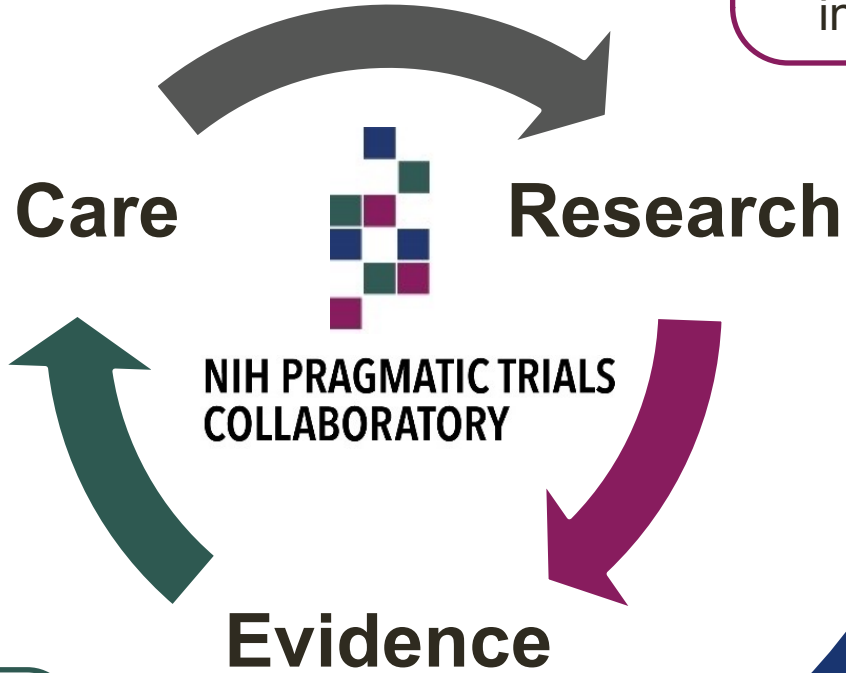 Care
Research
NIH PRAGMATIC TRIALS
COLLABORATORY
Evidence